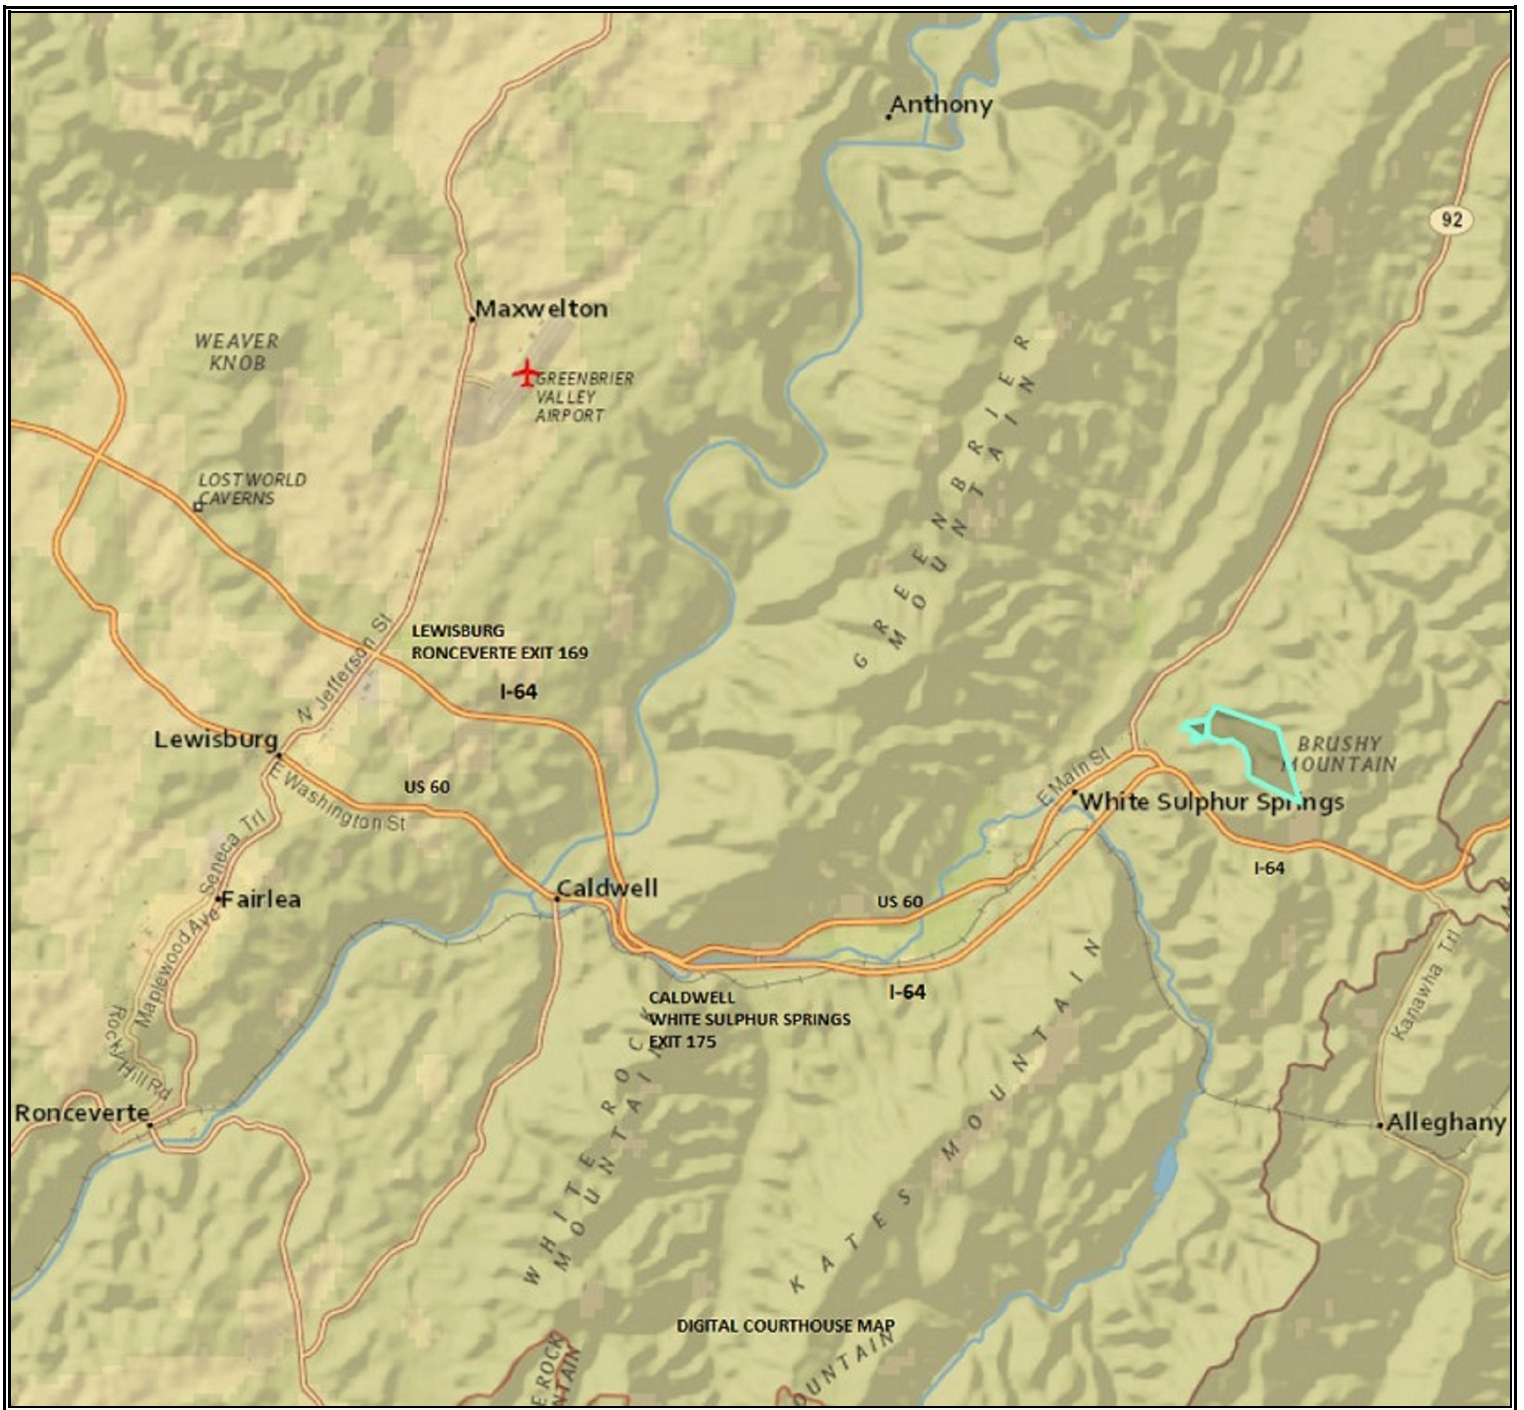 Anthony
92
Maxwelton
WEAVER
KNOB
GREENBRIER
VALLEY
AIRPORT
GREENBRIER
MOUNTAIN
LOST WORLD
CAVERNS
N Jefferson St
LEWISBURG
RONCEVERTE EXIT 169
I-64
Lewisburg
BRUSHY
MOUNTAIN
E Main St
US 60
White Sulphur Springs
E Washington St
Seneca Trl
I-64
Caldwell
Fairlea
US 60
Maplewood Ave
Kanawha Trl
I-64
CALDWELL
WHITE SULPHUR SPRINGS
EXIT 175
Rocky Hill Rd
WHITE ROCK
MOUNTAIN
KATES MOUNTAIN
Ronceverte
Alleghany
DIGITAL COURTHOUSE MAP
E ROCK
NTAIN
OUNTAIN